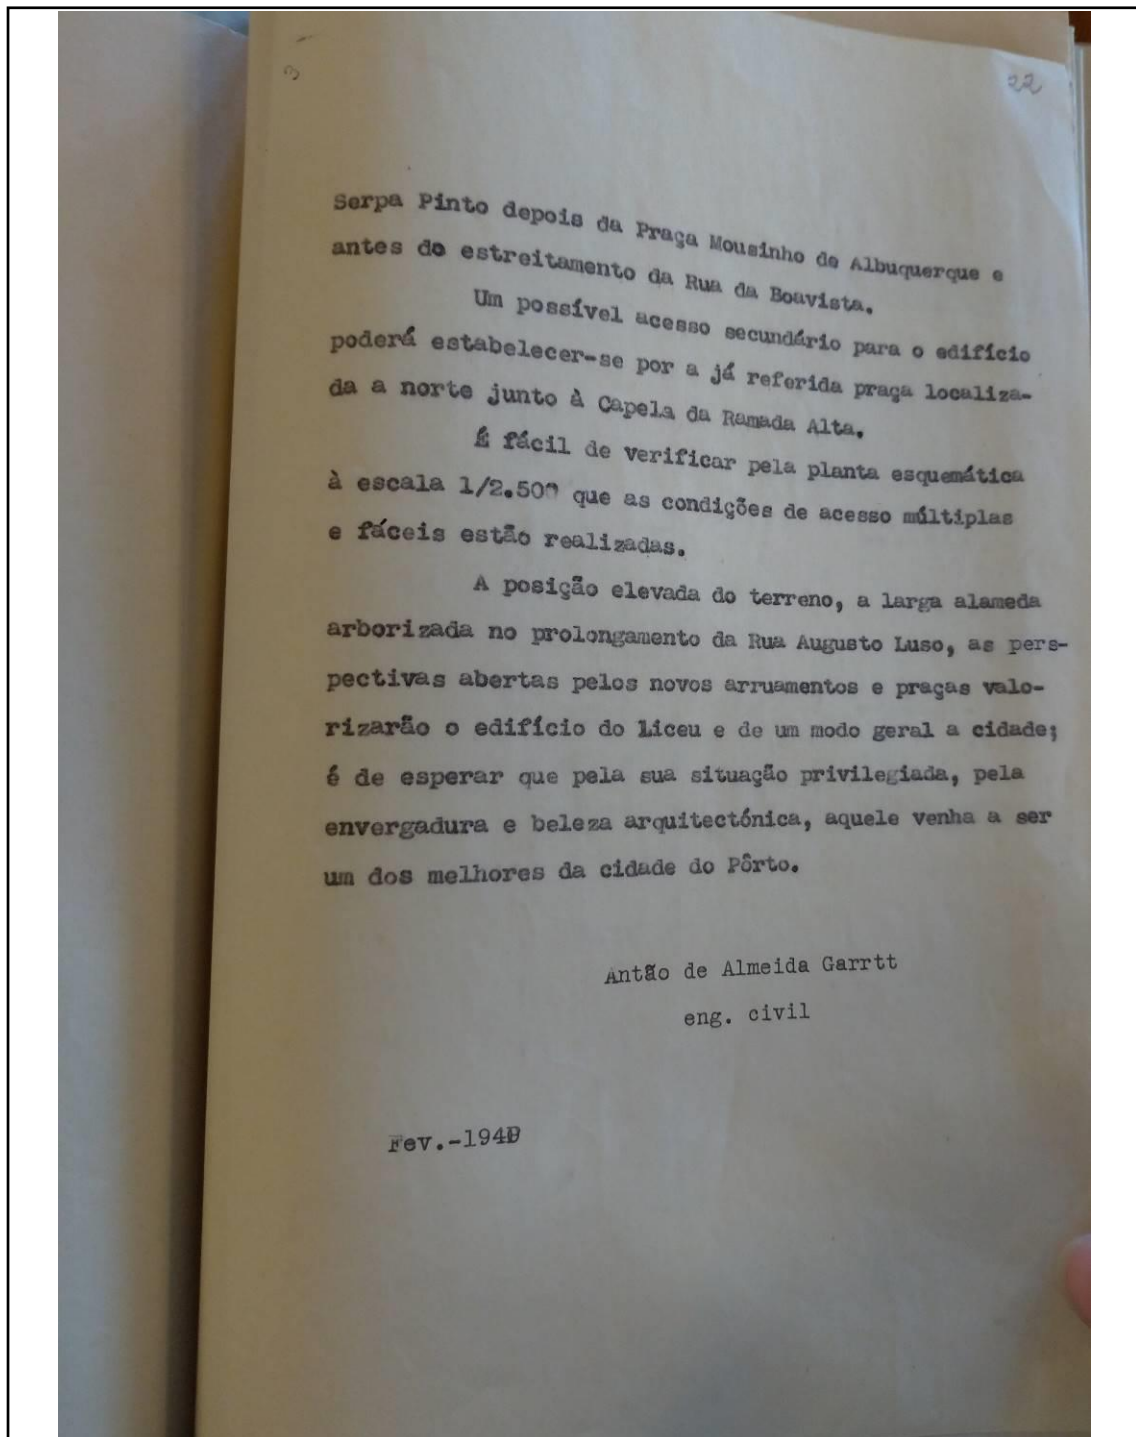 3
22
Serpa Pinto depois da Praça Mousinho de Albuquerque e
antes do estreitamento da Rua da Boavista.
Um possível acesso secundário para o edifício
poderá estabelecer-se por a já referida praça localiza-
da a norte junto à Capela da Ramada Alta.
É fácil de verificar pela planta esquemática
à escala 1/2.500 que as condições de acesso múltiplas
e fáceis estão realizadas.
A posição elevada do terreno, a larga alameda
arborizada no prolongamento da Rua Augusto Luso, as pers-
pectivas abertas pelos novos arruamentos e praças valo-
rizarão o edifício do Liceu e de um modo geral a cidade;
é de esperar que pela sua situação privilegiada, pela
envergadura e beleza arquitectónica, aquele venha a ser
um dos melhores da cidade do Pôrto.
Antão de Almeida Garrtt
eng. civil